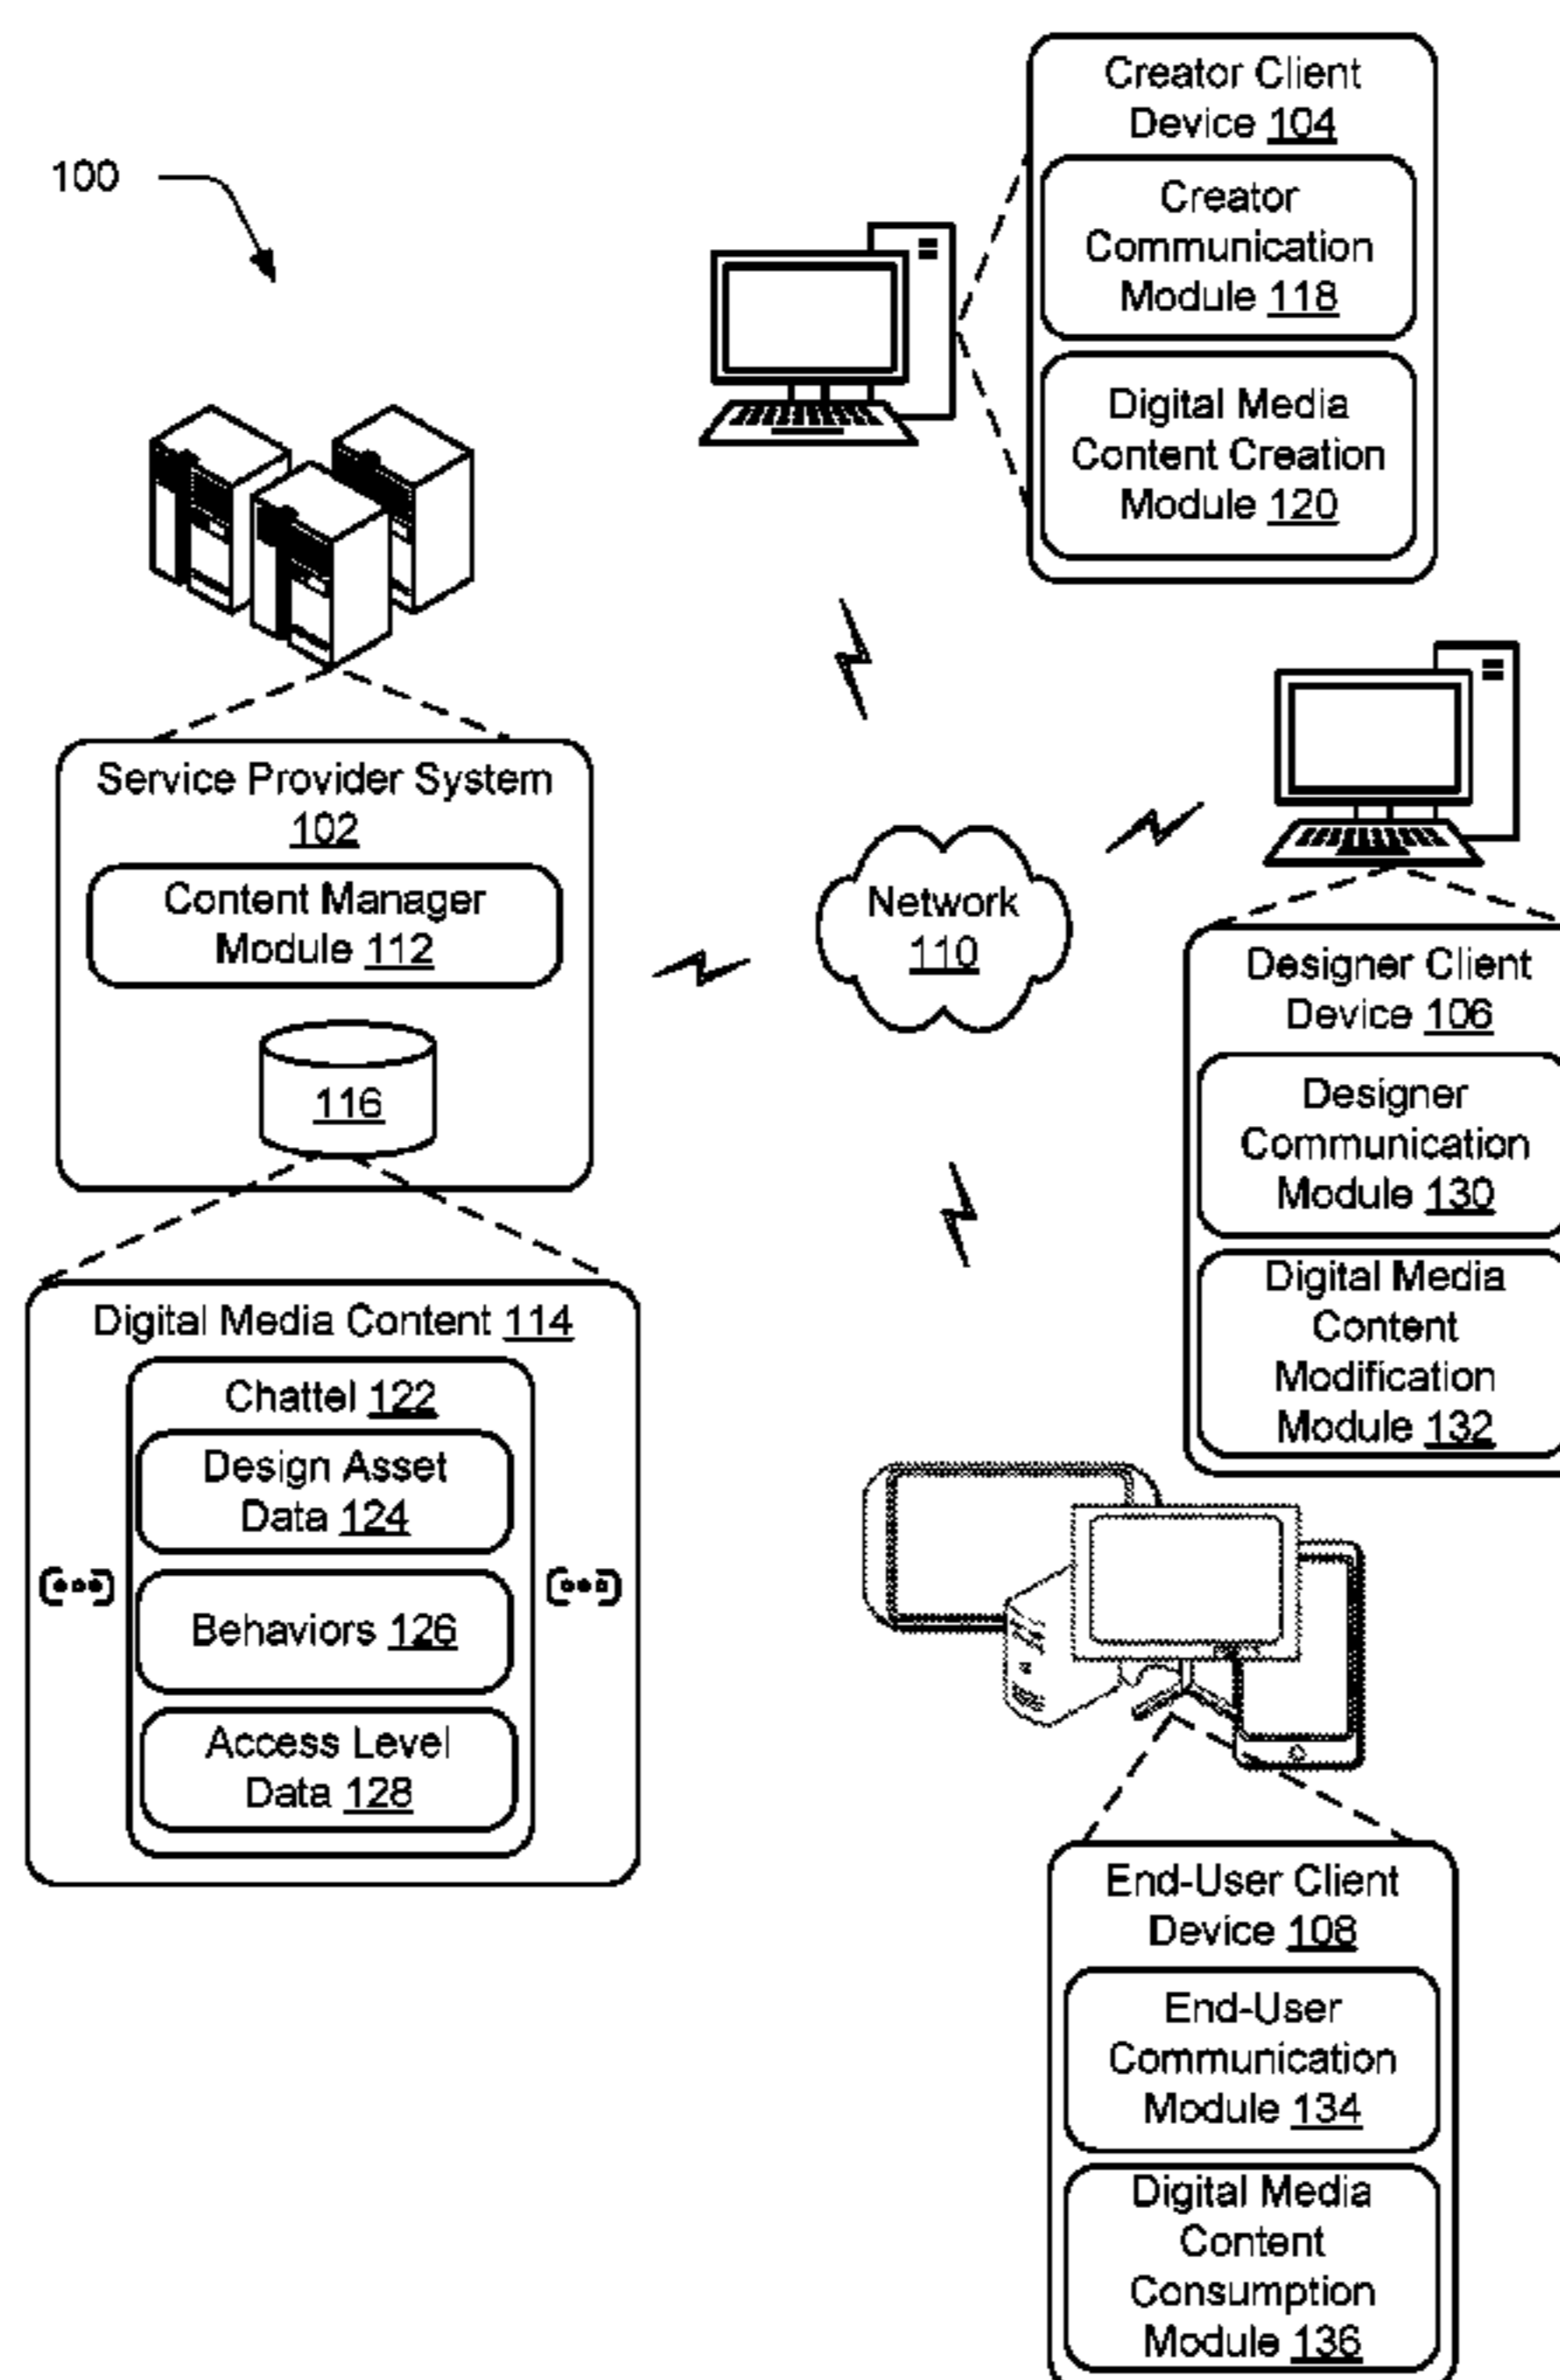 100
Creator Client
Device 104
Creator
Communication
Module 118
Digital Media
Content Creation
Module 120
Service Provider System
102
Content Manager
Module 112
116
Network
110
Designer Client
Device 106
Designer
Communication
Module 130
Digital Media
Content
Modification
Module 132
Digital Media Content 114
Chattel 122
Design Asset
Data 124
Behaviors 126
Access Level
Data 128
End-User Client
Device 108
End-User
Communication
Module 134
Digital Media
Content
Consumption
Module 136